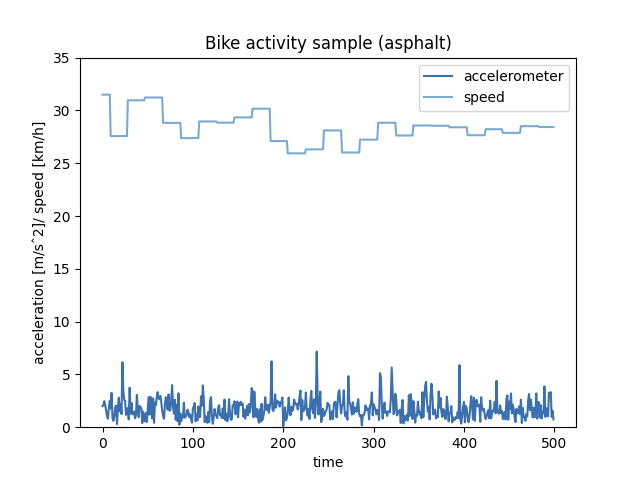 Bike activity sample (asphalt)
accelerometer
speed
acceleration [m/sˆ2]/ speed [km/h]
35
30
25
20
15
10
5
0
0 100 200 300 400 500
time